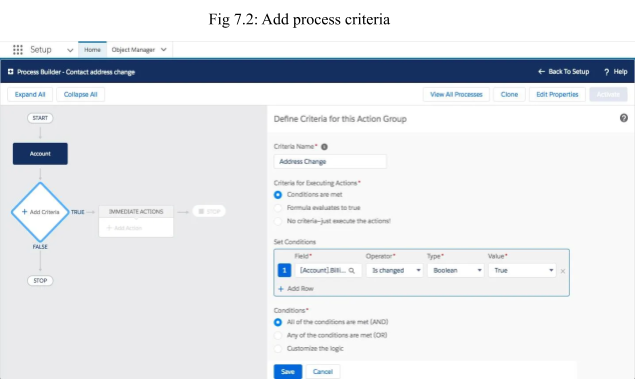 Fig 7.2: Add process criteria
Setup Home Object Manager
Process Builder - Contact address change Back To Setup ? Help
Expand All Collapse All View All Processes Clone Edit Properties Activate
START
Define Criteria for this Action Group
Criteria Name*
Account
Address Change
Criteria for Executing Actions*
Conditions are met
+ Add Criteria TRUE IMMEDIATE ACTIONS STOP
Formula evaluates to true
+ Add Action
No criteria—just execute the actions!
FALSE
Set Conditions
Field* Operator* Type* Value*
1 [Account].Billi... Is changed Boolean True ×
STOP
+ Add Row
Conditions*
All of the conditions are met (AND)
Any of the conditions are met (OR)
Customize the logic
Save Cancel